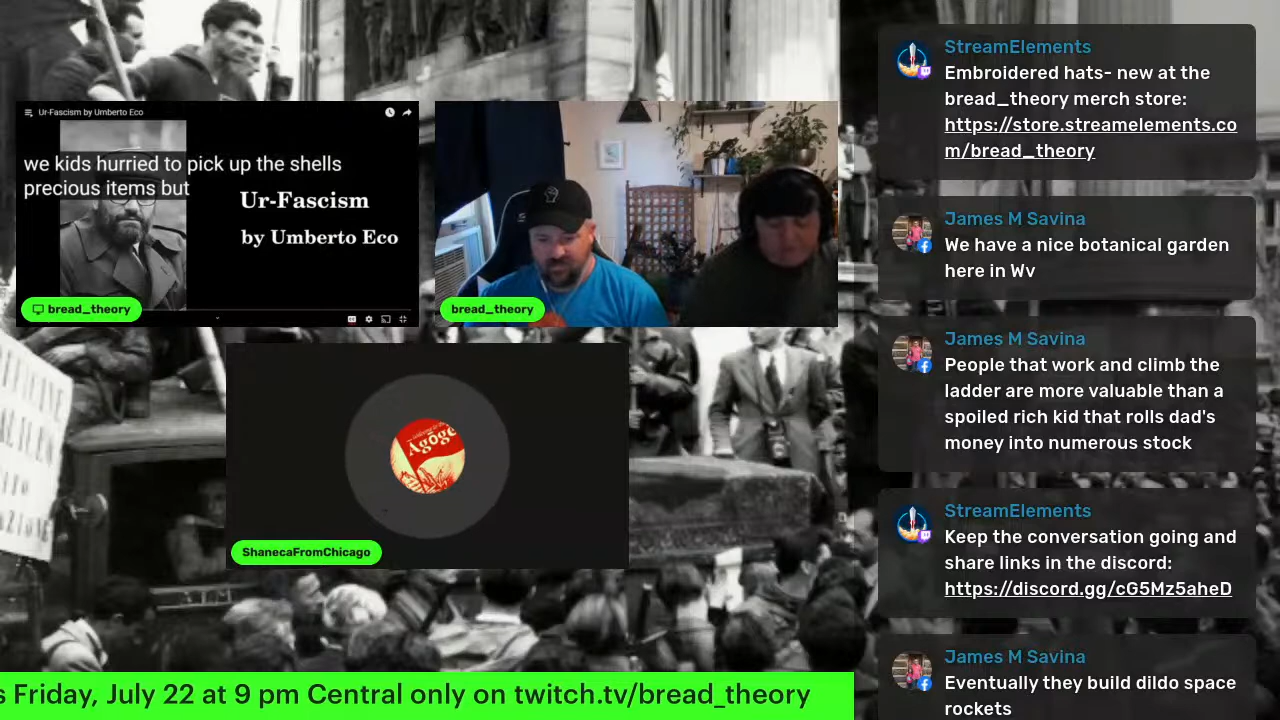 Ur-Fascism by Umberto Eco
we kids hurried to pick up the shells
precious items but
Ur-Fascism
by Umberto Eco
bread_theory
bread_theory
Agōge
ShanecaFromChicago
s Friday, July 22 at 9 pm Central only on twitch.tv/bread_theory
StreamElements
Embroidered hats- new at the
bread_theory merch store:
https://store.streamelements.co
m/bread_theory
James M Savina
We have a nice botanical garden
here in Wv
James M Savina
People that work and climb the
ladder are more valuable than a
spoiled rich kid that rolls dad's
money into numerous stock
StreamElements
Keep the conversation going and
share links in the discord:
https://discord.gg/cG5Mz5aheD
James M Savina
Eventually they build dildo space
rockets